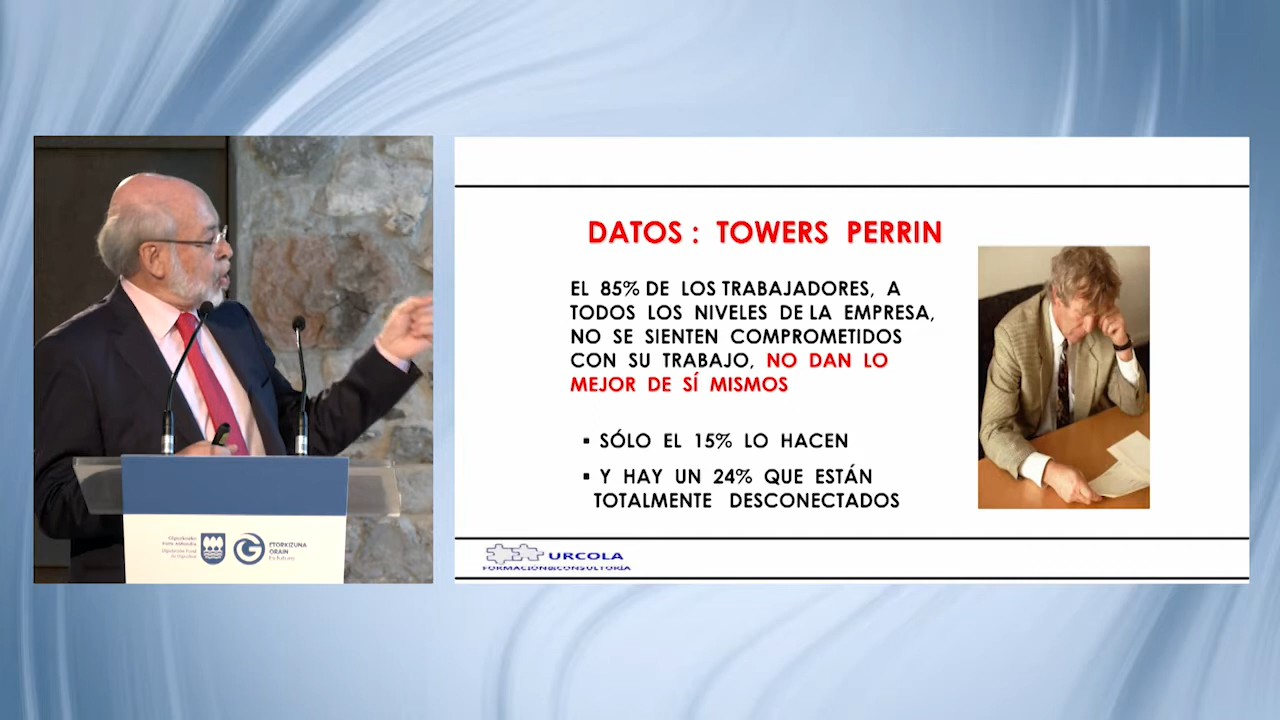 DATOS : TOWERS PERRIN
EL 85% DE LOS TRABAJADORES, A
TODOS LOS NIVELES DE LA EMPRESA,
NO SE SIENTEN COMPROMETIDOS
CON SU TRABAJO, NO DAN LO
MEJOR DE SÍ MISMOS
▪ SÓLO EL 15% LO HACEN
▪ Y HAY UN 24% QUE ESTÁN
TOTALMENTE DESCONECTADOS
URCOLA
FORMACIÓN&CONSULTORIA
Diputación Foral
de Gipuzkoa
ETORKIZUNA
ORAIN